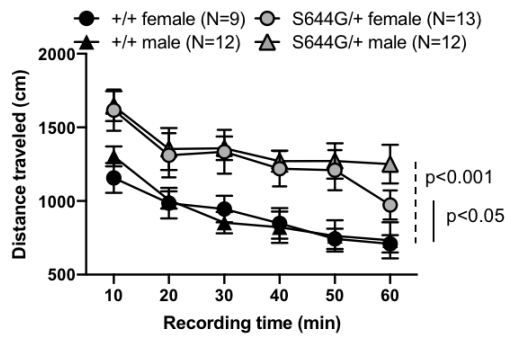 +/+ female (N=9) S644G/+ female (N=13)
+/+ male (N=12) S644G/+ male (N=12)
2000
1500
1000
500
Distance traveled (cm)
p<0.001
p<0.05
10 20 30 40 50 60
Recording time (min)